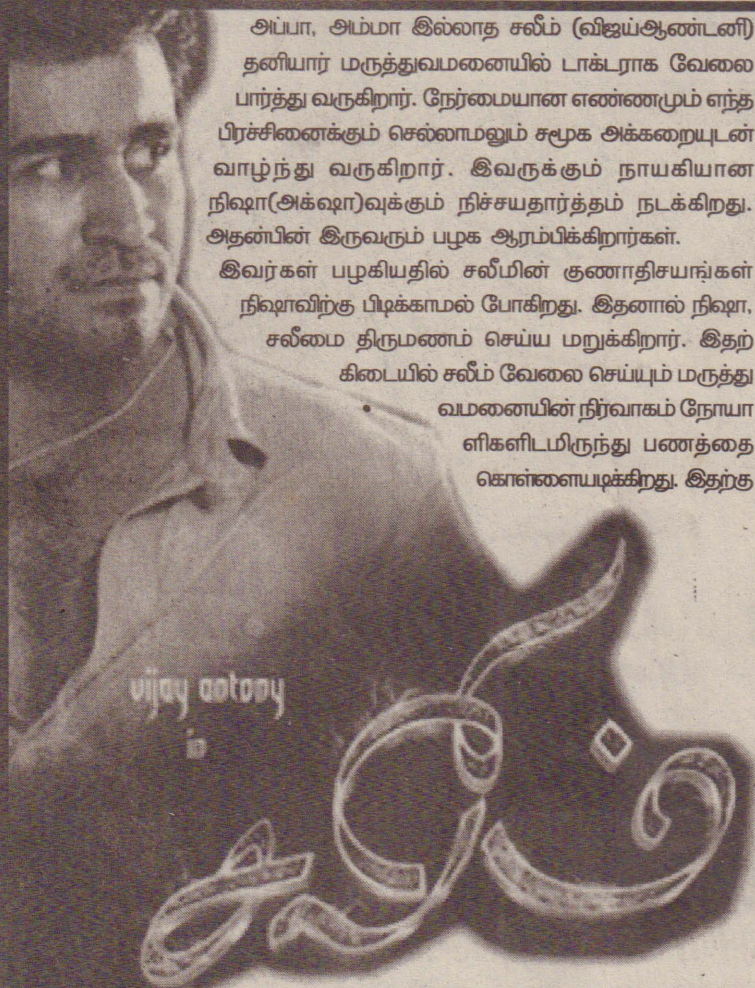 அப்பா, அம்மா இல்லாத சலீம் (விஜய்ஆண்டனி)
தனியார் மருத்துவமனையில் டாக்டராக வேலை
பார்த்து வருகிறார். நேர்மையான எண்ணமும் எந்த
பிரச்சினைக்கும் செல்லாமலும் சமூக அக்கறையுடன்
வாழ்ந்து வருகிறார். இவருக்கும் நாயகியான
நிஷா(அக்ஷா)வுக்கும் நிச்சயதார்த்தம் நடக்கிறது.
அதன்பின் இருவரும் பழக ஆரம்பிக்கிறார்கள்.
இவர்கள் பழகியதில் சலீமின் குணாதிசயங்கள்
நிஷாவிற்கு பிடிக்காமல் போகிறது. இதனால் நிஷா,
சலீமை திருமணம் செய்ய மறுக்கிறார். இதற்
கிடையில் சலீம் வேலை செய்யும் மருத்து
வமனையின் நிர்வாகம் நோயா
ளிகளிடமிருந்து பணத்தை
கொள்ளையடிக்கிறது. இதற்கு
vijay antony
in
சலீம்